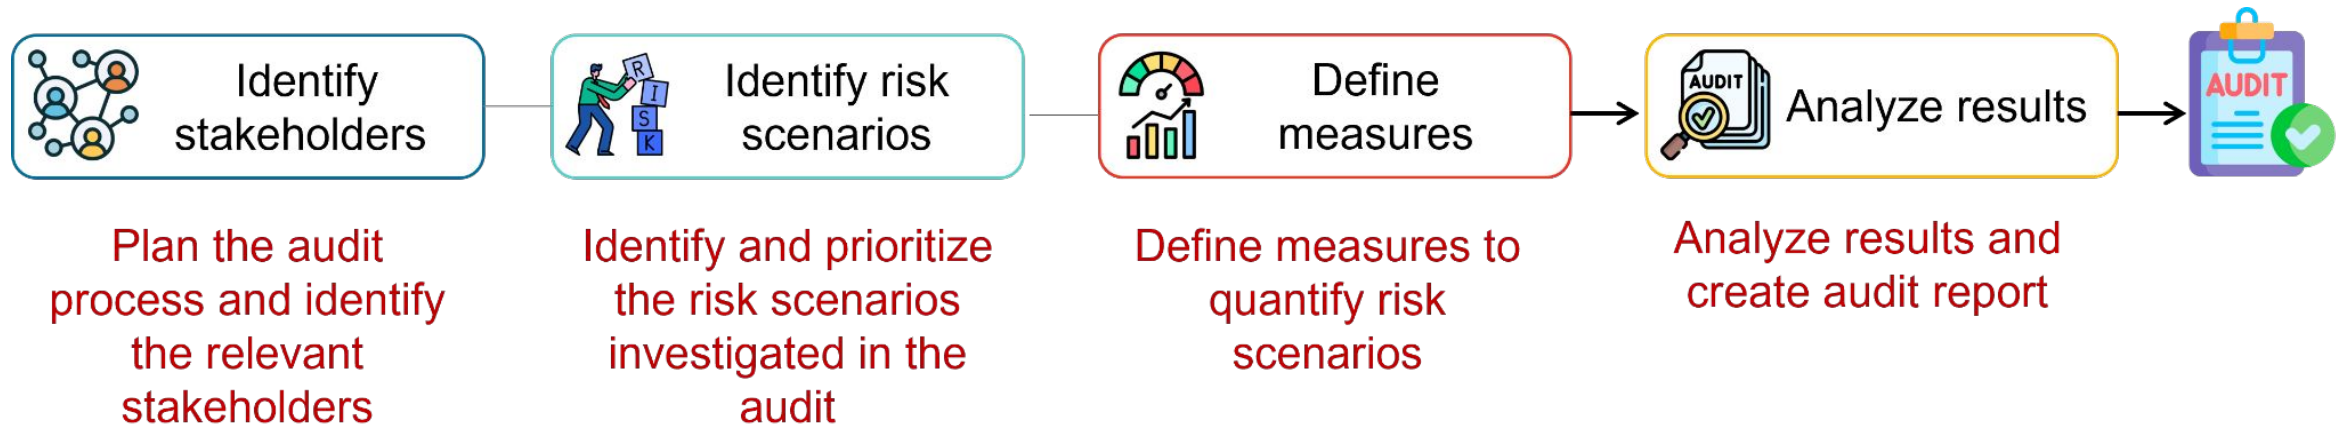 Identify
stakeholders
R
I
S
K
Identify risk
scenarios
Define
measures
AUDIT
Analyze results
AUDIT
Plan the audit
process and identify
the relevant
stakeholders
Identify and prioritize
the risk scenarios
investigated in the
audit
Define measures to
quantify risk
scenarios
Analyze results and
create audit report